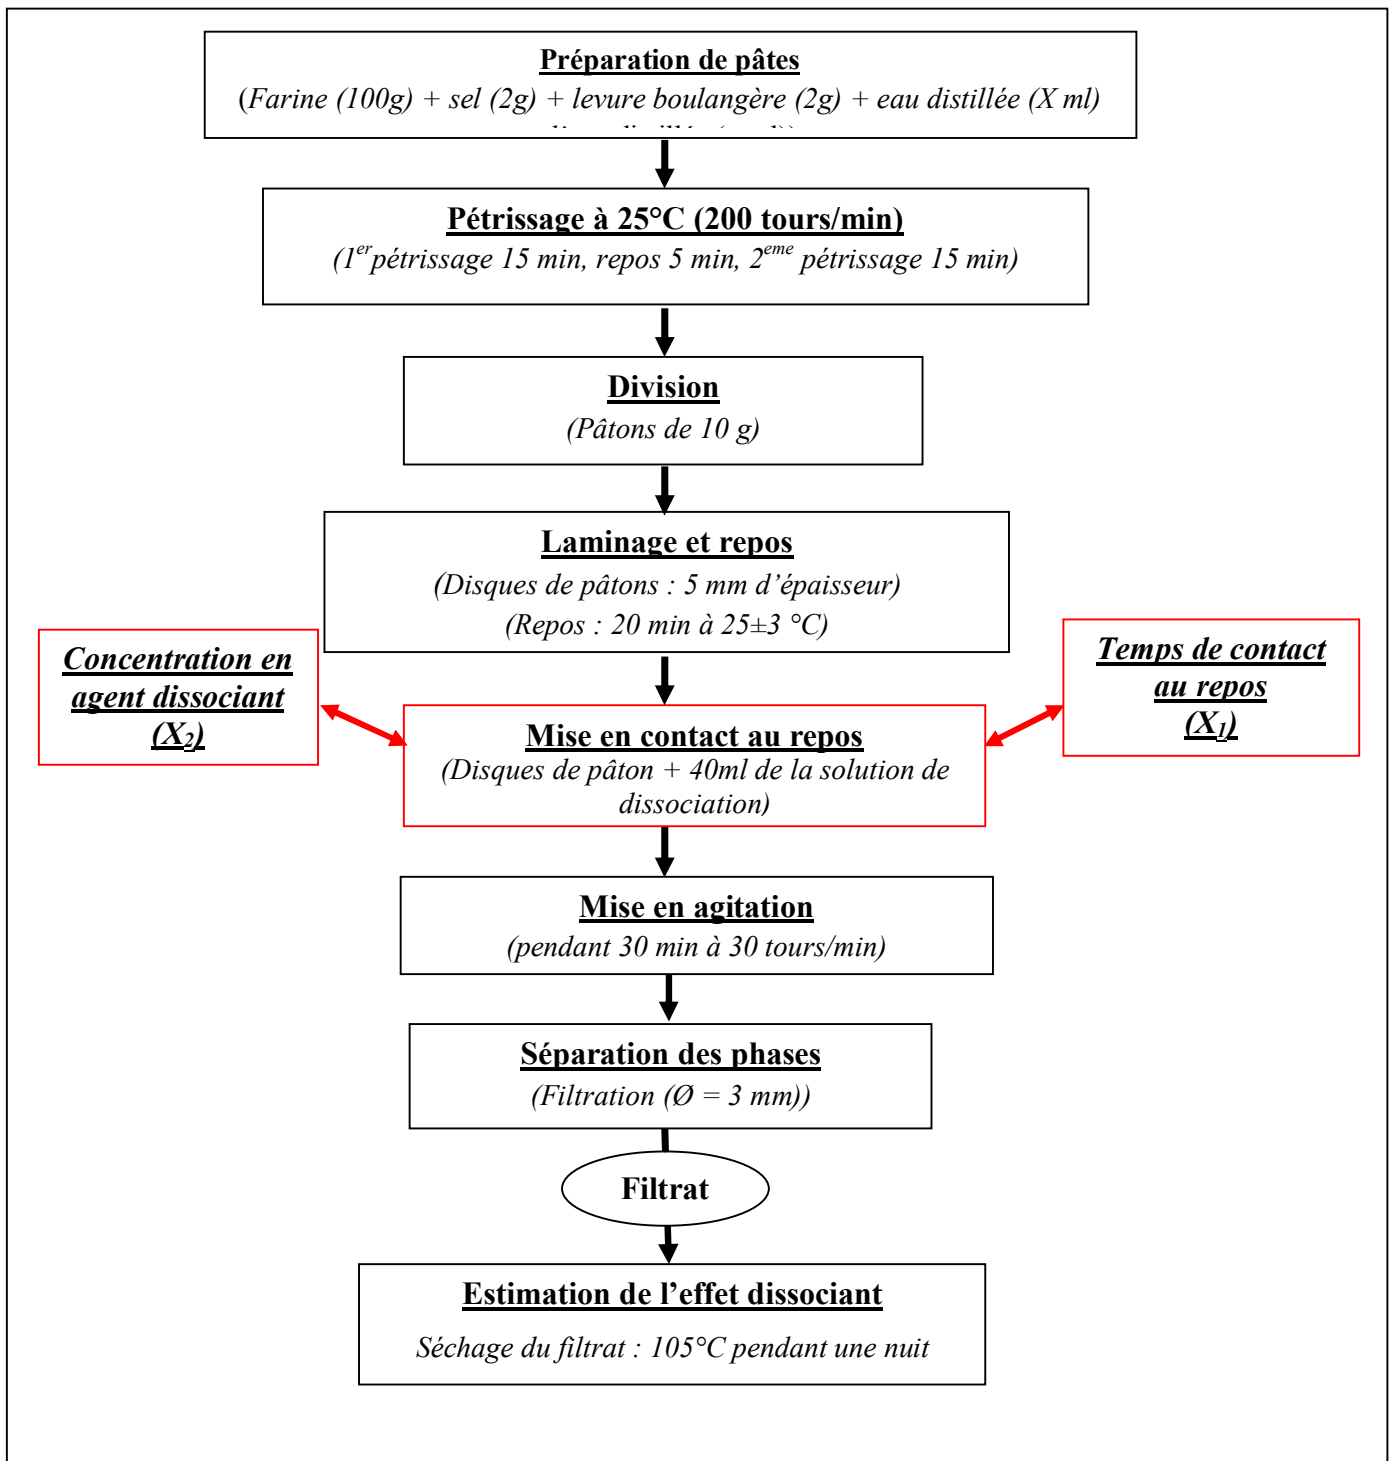 Préparation de pâtes
(Farine (100g) + sel (2g) + levure boulangère (2g) + eau distillée (X ml)
Pétrissage à 25°C (200 tours/min)
(1er pétrissage 15 min, repos 5 min, 2eme pétrissage 15 min)
Division
(Pâtons de 10 g)
Laminage et repos
(Disques de pâtons : 5 mm d’épaisseur)
(Repos : 20 min à 25±3 °C)
Concentration en
agent dissociant
(X2)
Temps de contact
au repos
(X1)
Mise en contact au repos
(Disques de pâton + 40ml de la solution de
dissociation)
Mise en agitation
(pendant 30 min à 30 tours/min)
Séparation des phases
(Filtration (Ø = 3 mm))
Filtrat
Estimation de l’effet dissociant
Séchage du filtrat : 105°C pendant une nuit